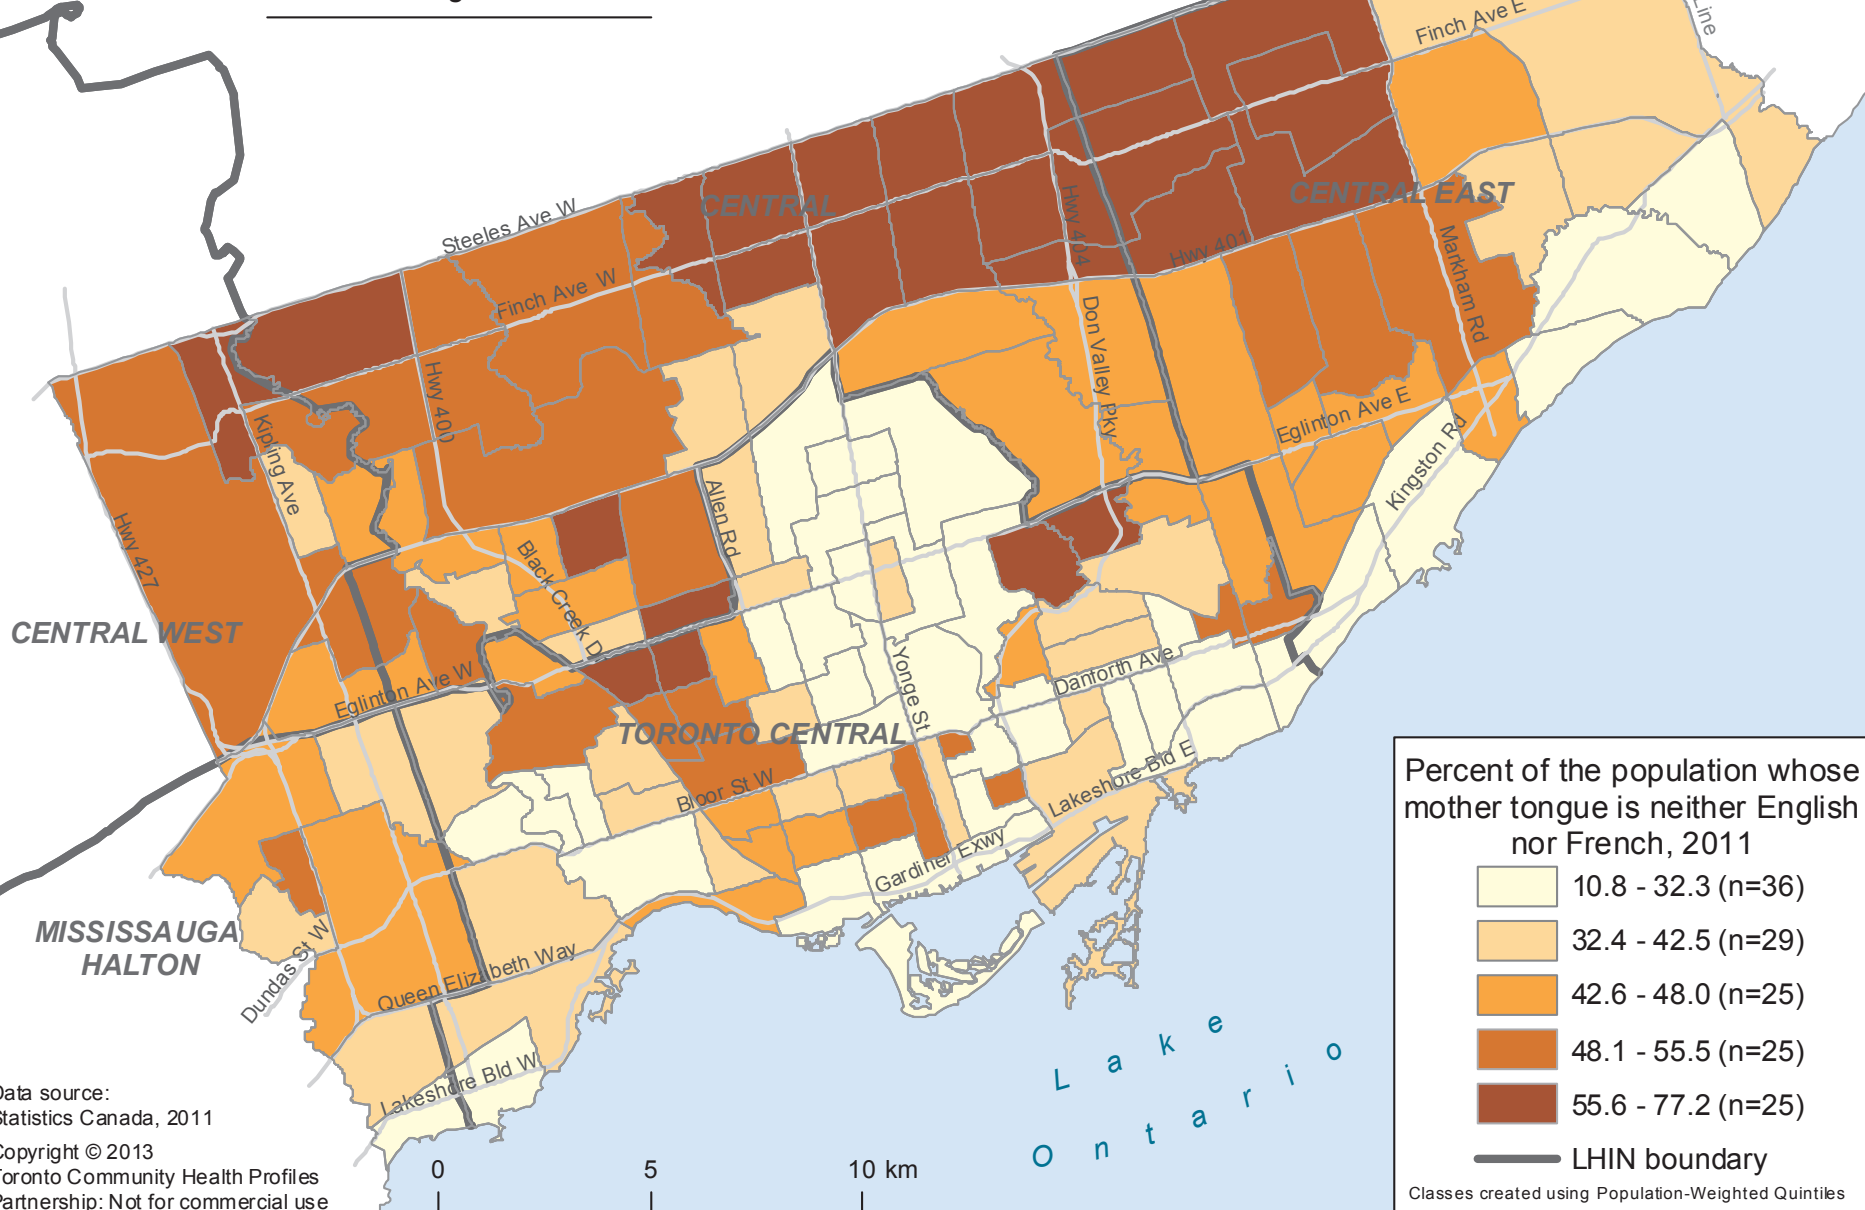 Finch Ave E
Line
CENTRAL
CENTRAL EAST
Steeles Ave W
Hwy 404
Hwy 401
Markham Rd
Finch Ave W
Don Valley Pky
Hwy 400
Kipling Ave
Eglinton Ave E
Kingston Rd
Allen Rd
Hwy 427
Black Creek D
CENTRAL WEST
Yonge St
Danforth Ave
Eglinton Ave W
TORONTO CENTRAL
Bloor St W
Lakeshore Bld E
Gardiner Exwy
MISSISSAUGA
HALTON
Dundas St W
Queen Elizabeth Way
Lakeshore Bld W
Lake
Ontario
Data source:
Statistics Canada, 2011
Copyright © 2013
Toronto Community Health Profiles
Partnership: Not for commercial use
0 5 10 km
Percent of the population whose
mother tongue is neither English
nor French, 2011
10.8 - 32.3 (n=36)
32.4 - 42.5 (n=29)
42.6 - 48.0 (n=25)
48.1 - 55.5 (n=25)
55.6 - 77.2 (n=25)
LHIN boundary
Classes created using Population-Weighted Quintiles